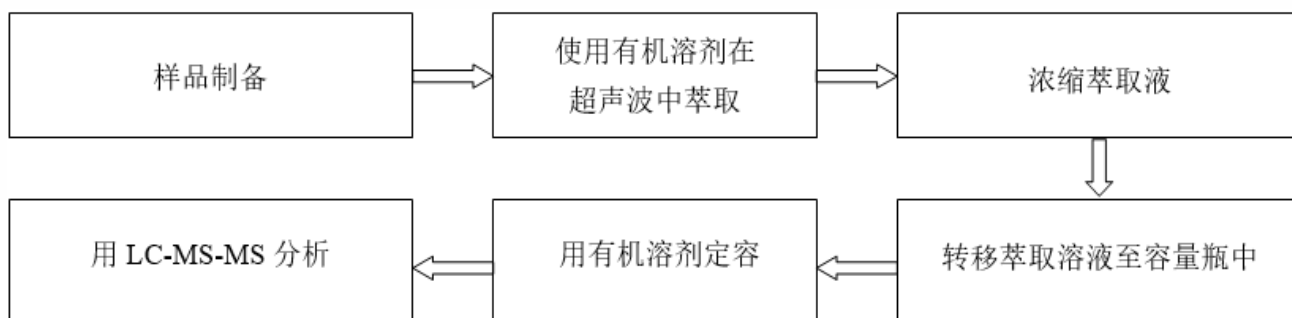 样品制备
使用有机溶剂在
超声波中萃取
浓缩萃取液
转移萃取溶液至容量瓶中
用有机溶剂定容
用 LC-MS-MS 分析